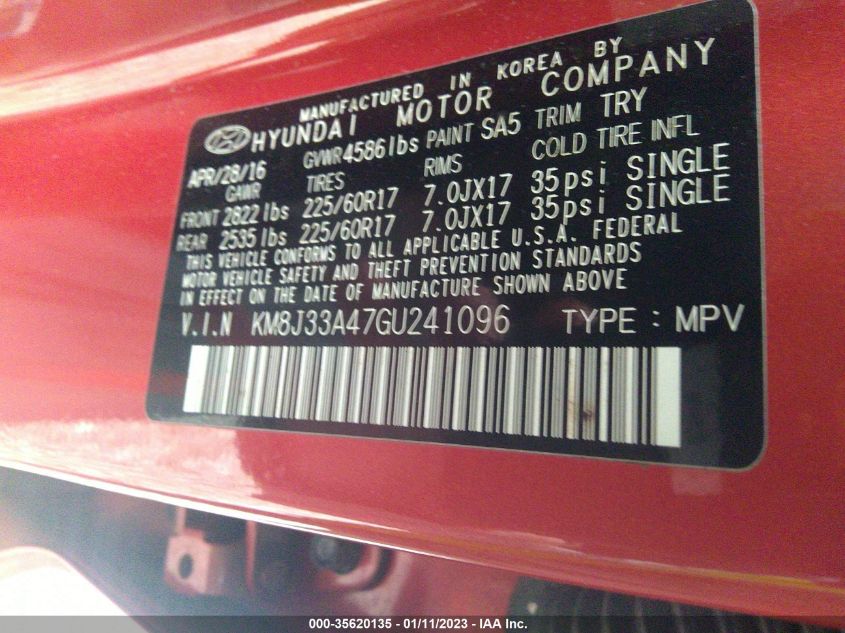 MANUFACTURED IN KOREA BY
HYUNDAI MOTOR COMPANY
APR/28/16 GVWR 4586 lbs PAINT SA5 TRIM TRY
GAWR TIRES RIMS COLD TIRE INFL
FRONT 2822 lbs 225/60R17 7.0JX17 35psi SINGLE
REAR 2535 lbs 225/60R17 7.0JX17 35psi SINGLE
THIS VEHICLE CONFORMS TO ALL APPLICABLE U.S.A. FEDERAL
MOTOR VEHICLE SAFETY AND THEFT PREVENTION STANDARDS
IN EFFECT ON THE DATE OF MANUFACTURE SHOWN ABOVE
V.I.N KM8J33A47GU241096 TYPE : MPV
000-35620135 - 01/11/2023 - IAA Inc.